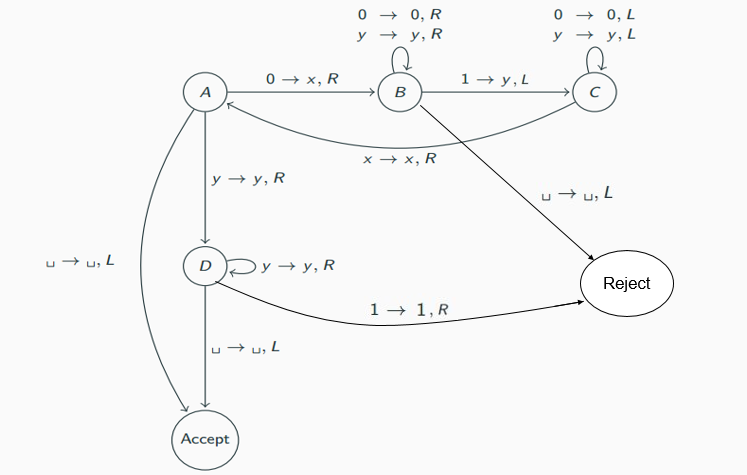 0 → 0, R
y → y, R
0 → 0, L
y → y, L
A
0 → x, R
B
1 → y, L
C
x → x, R
y → y, R
␣ → ␣, L
␣ → ␣, L
D
y → y, R
Reject
1 → 1, R
␣ → ␣, L
Accept